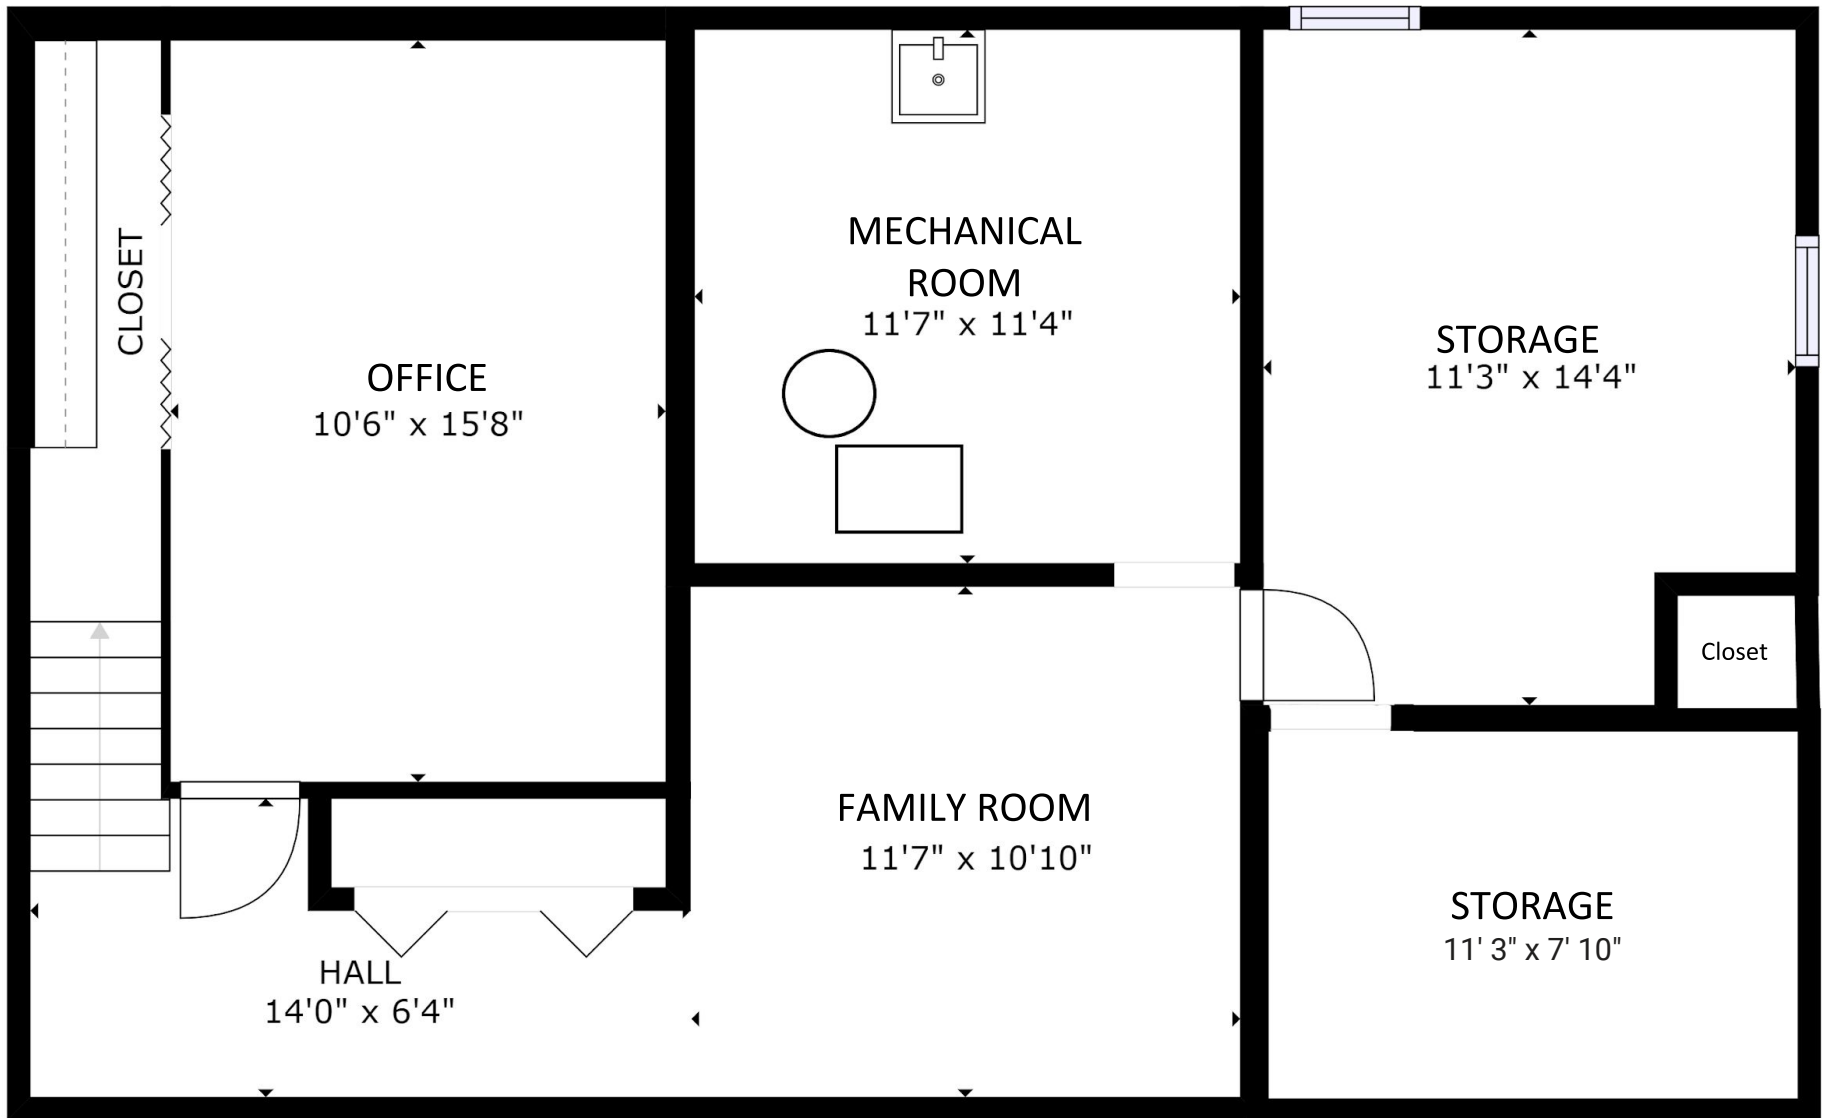 CLOSET
OFFICE
10'6" x 15'8"
MECHANICAL
ROOM
11'7" x 11'4"
STORAGE
11'3" x 14'4"
Closet
FAMILY ROOM
11'7" x 10'10"
STORAGE
11' 3" x 7' 10"
HALL
14'0" x 6'4"